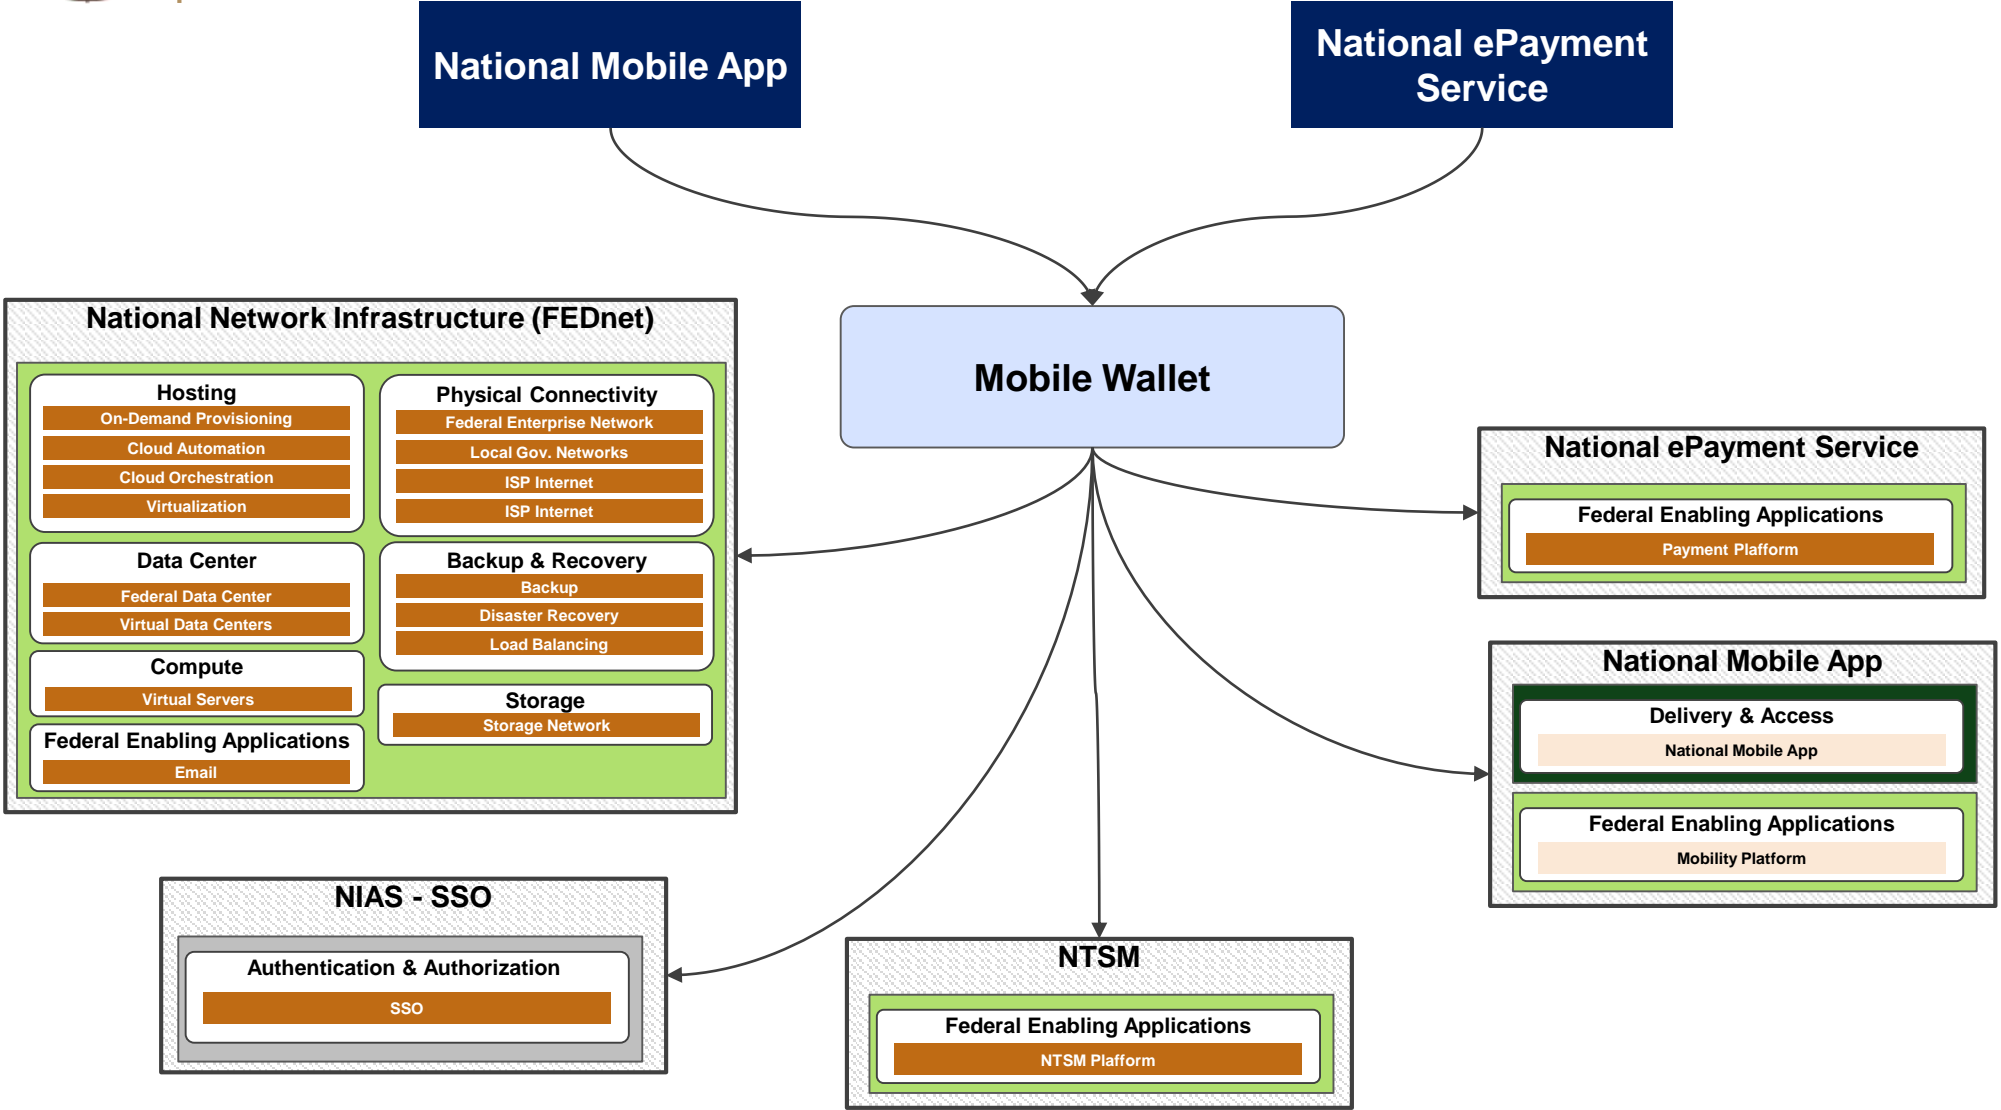 National Mobile App
National ePayment
Service
Mobile Wallet
National Network Infrastructure (FEDnet)
Hosting
On-Demand Provisioning
Cloud Automation
Cloud Orchestration
Virtualization
Physical Connectivity
Federal Enterprise Network
Local Gov. Networks
ISP Internet
ISP Internet
Data Center
Federal Data Center
Virtual Data Centers
Backup & Recovery
Backup
Disaster Recovery
Load Balancing
Compute
Virtual Servers
Storage
Storage Network
Federal Enabling Applications
Email
National ePayment Service
Federal Enabling Applications
Payment Plafform
National Mobile App
Delivery & Access
National Mobile App
Federal Enabling Applications
Mobility Platform
NIAS - SSO
Authentication & Authorization
SSO
NTSM
Federal Enabling Applications
NTSM Plafform